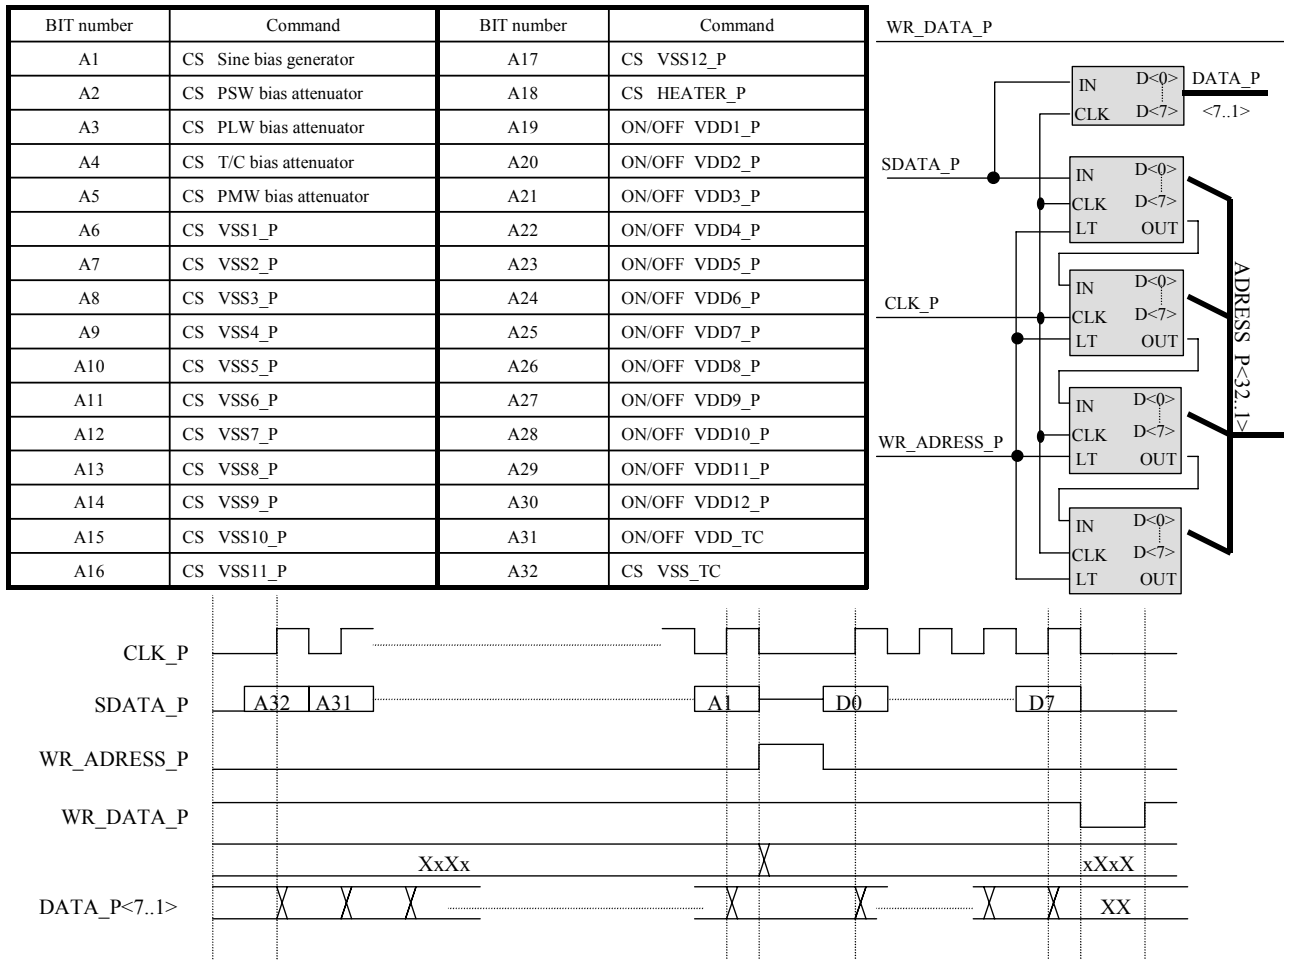 BIT number Command BIT number Command
A1 CS Sine bias generator A17 CS VSS12_P
A2 CS PSW bias attenuator A18 CS HEATER_P
A3 CS PLW bias attenuator A19 ON/OFF VDD1_P
A4 CS T/C bias attenuator A20 ON/OFF VDD2_P
A5 CS PMW bias attenuator A21 ON/OFF VDD3_P
A6 CS VSS1_P A22 ON/OFF VDD4_P
A7 CS VSS2_P A23 ON/OFF VDD5_P
A8 CS VSS3_P A24 ON/OFF VDD6_P
A9 CS VSS4_P A25 ON/OFF VDD7_P
A10 CS VSS5_P A26 ON/OFF VDD8_P
A11 CS VSS6_P A27 ON/OFF VDD9_P
A12 CS VSS7_P A28 ON/OFF VDD10_P
A13 CS VSS8_P A29 ON/OFF VDD11_P
A14 CS VSS9_P A30 ON/OFF VDD12_P
A15 CS VSS10_P A31 ON/OFF VDD_TC
A16 CS VSS11_P A32 CS VSS_TC
WR_DATA_P
IN D<0> DATA_P
CLK D<7> <7..1>
SDATA_P
IN D<0>
CLK D<7>
LT OUT
CLK_P
IN D<0>
CLK D<7>
LT OUT
ADRESS_P<32..1>
WR_ADRESS_P
IN D<0>
CLK D<7>
LT OUT
IN D<0>
CLK D<7>
LT OUT
CLK_P
SDATA_P A32 A31 A1 D0 D7
WR_ADRESS_P
WR_DATA_P
XxXx xXxX
DATA_P<7..1> XX